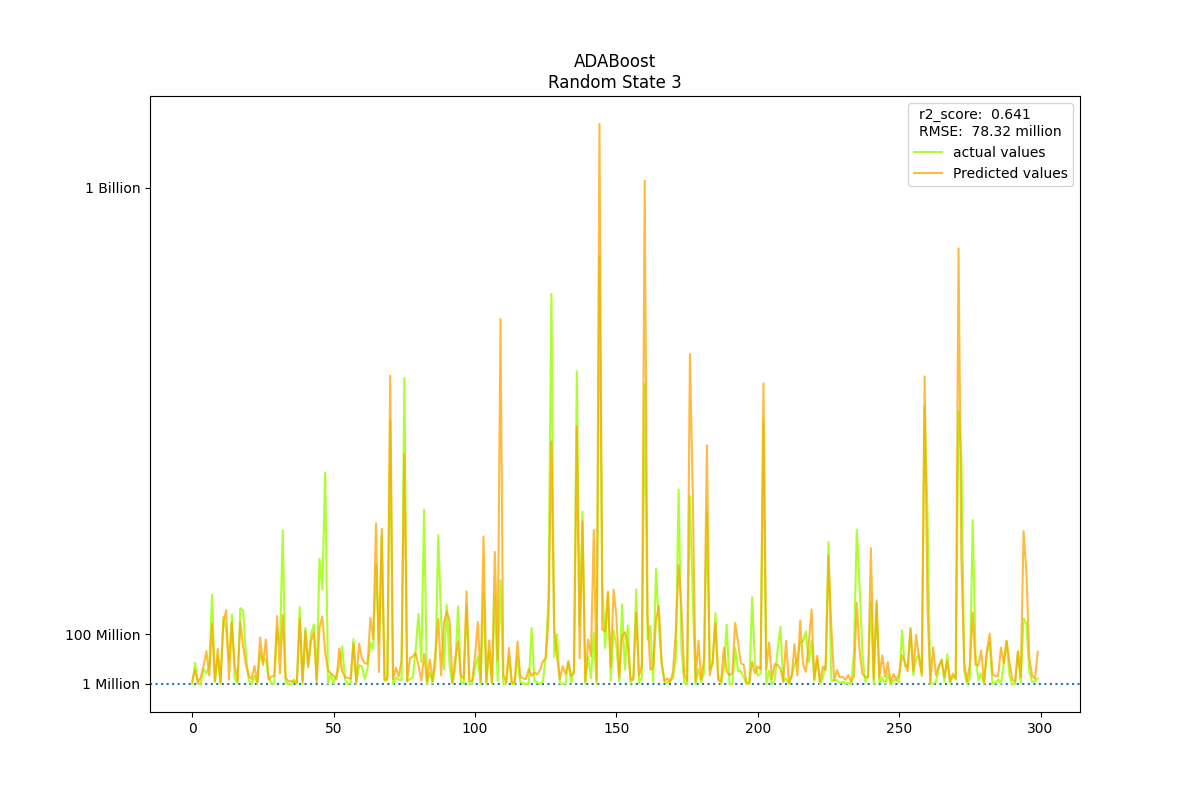 ADABoost
Random State 3
r2_score:  0.641
RMSE:  78.32 million
actual values
Predicted values
1 Billion
100 Million
1 Million
0 50 100 150 200 250 300